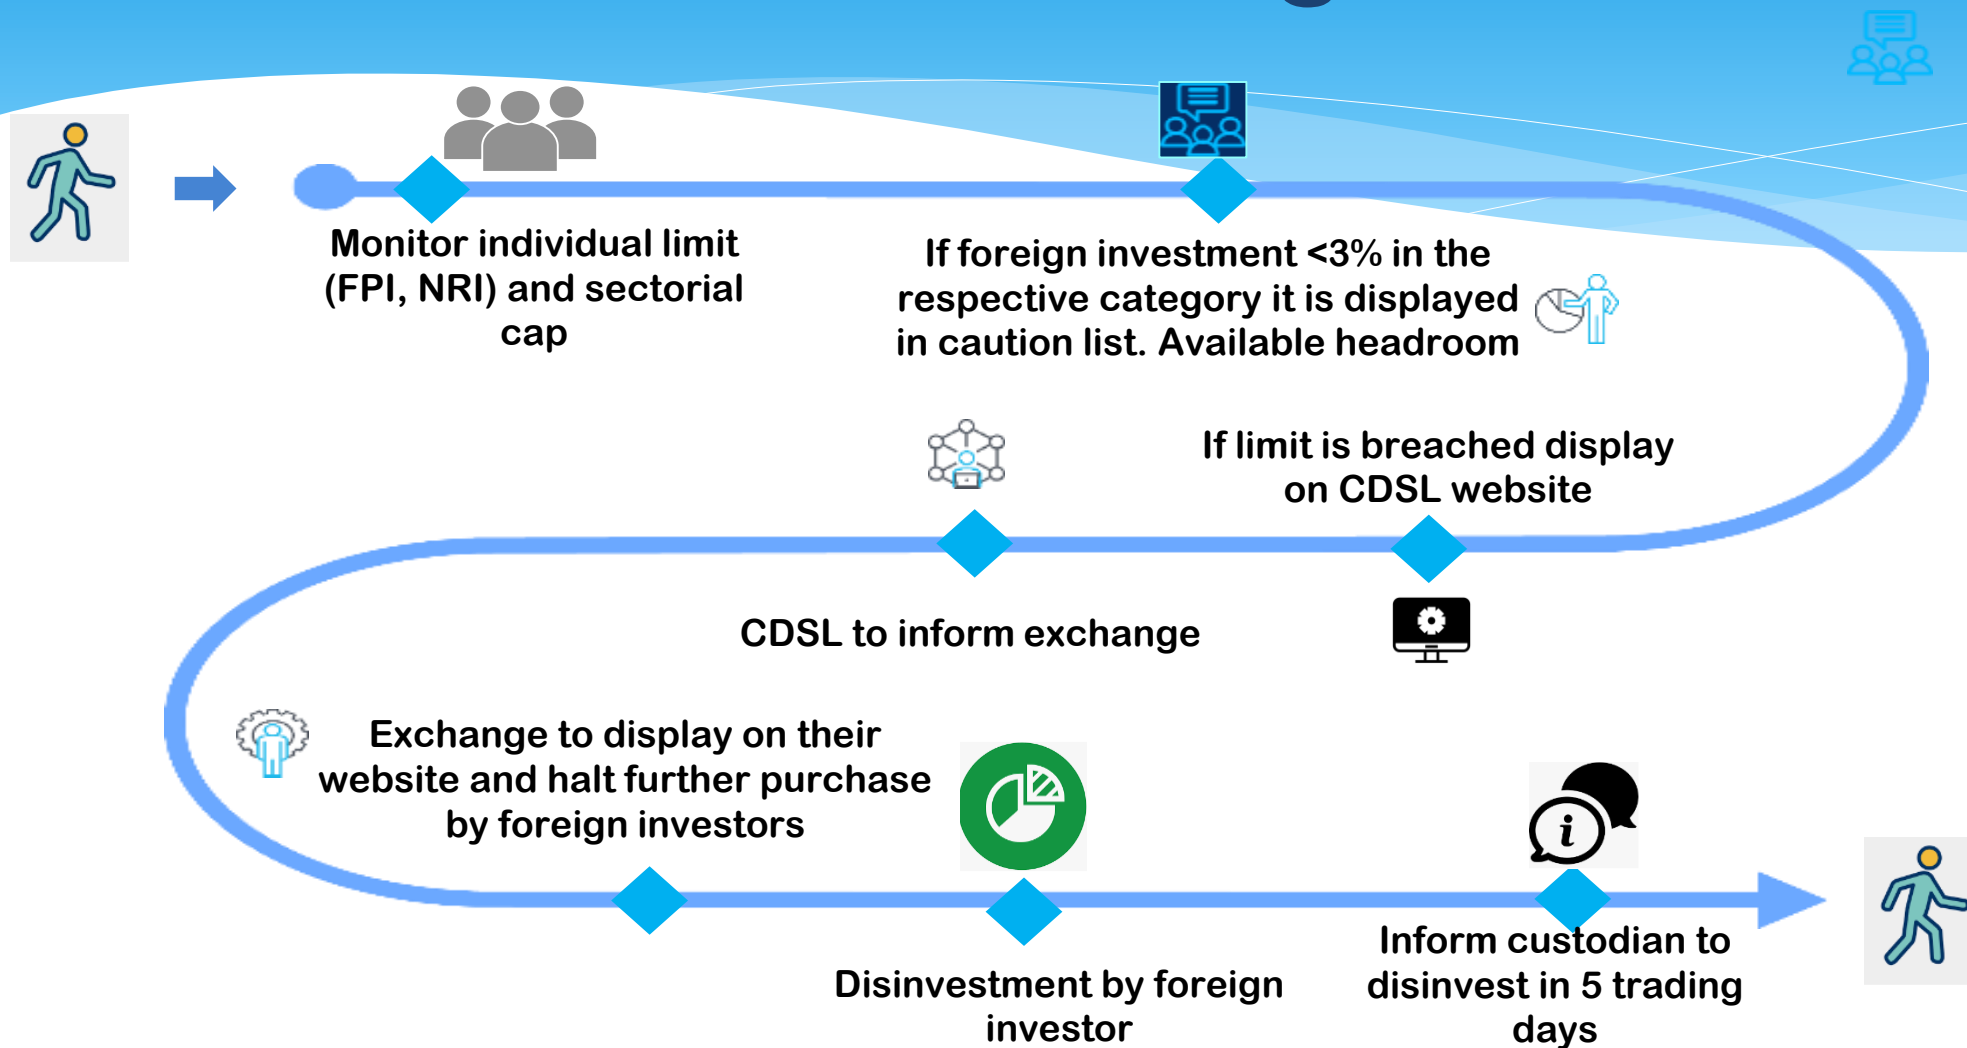 Monitor individual limit
(FPI, NRI) and sectorial
cap
If foreign investment <3% in the
respective category it is displayed
in caution list. Available headroom
If limit is breached display
on CDSL website
CDSL to inform exchange
Exchange to display on their
website and halt further purchase
by foreign investors
i
Disinvestment by foreign
investor
Inform custodian to
disinvest in 5 trading
days